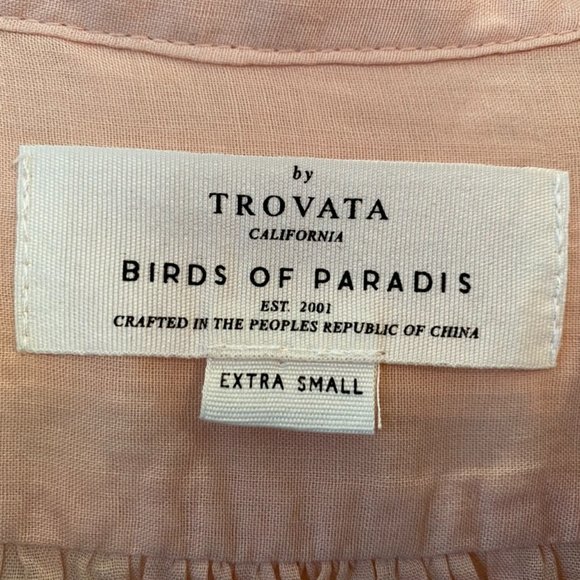 by
TROVATA
CALIFORNIA
BIRDS OF PARADIS
EST. 2001
CRAFTED IN THE PEOPLES REPUBLIC OF CHINA
EXTRA SMALL